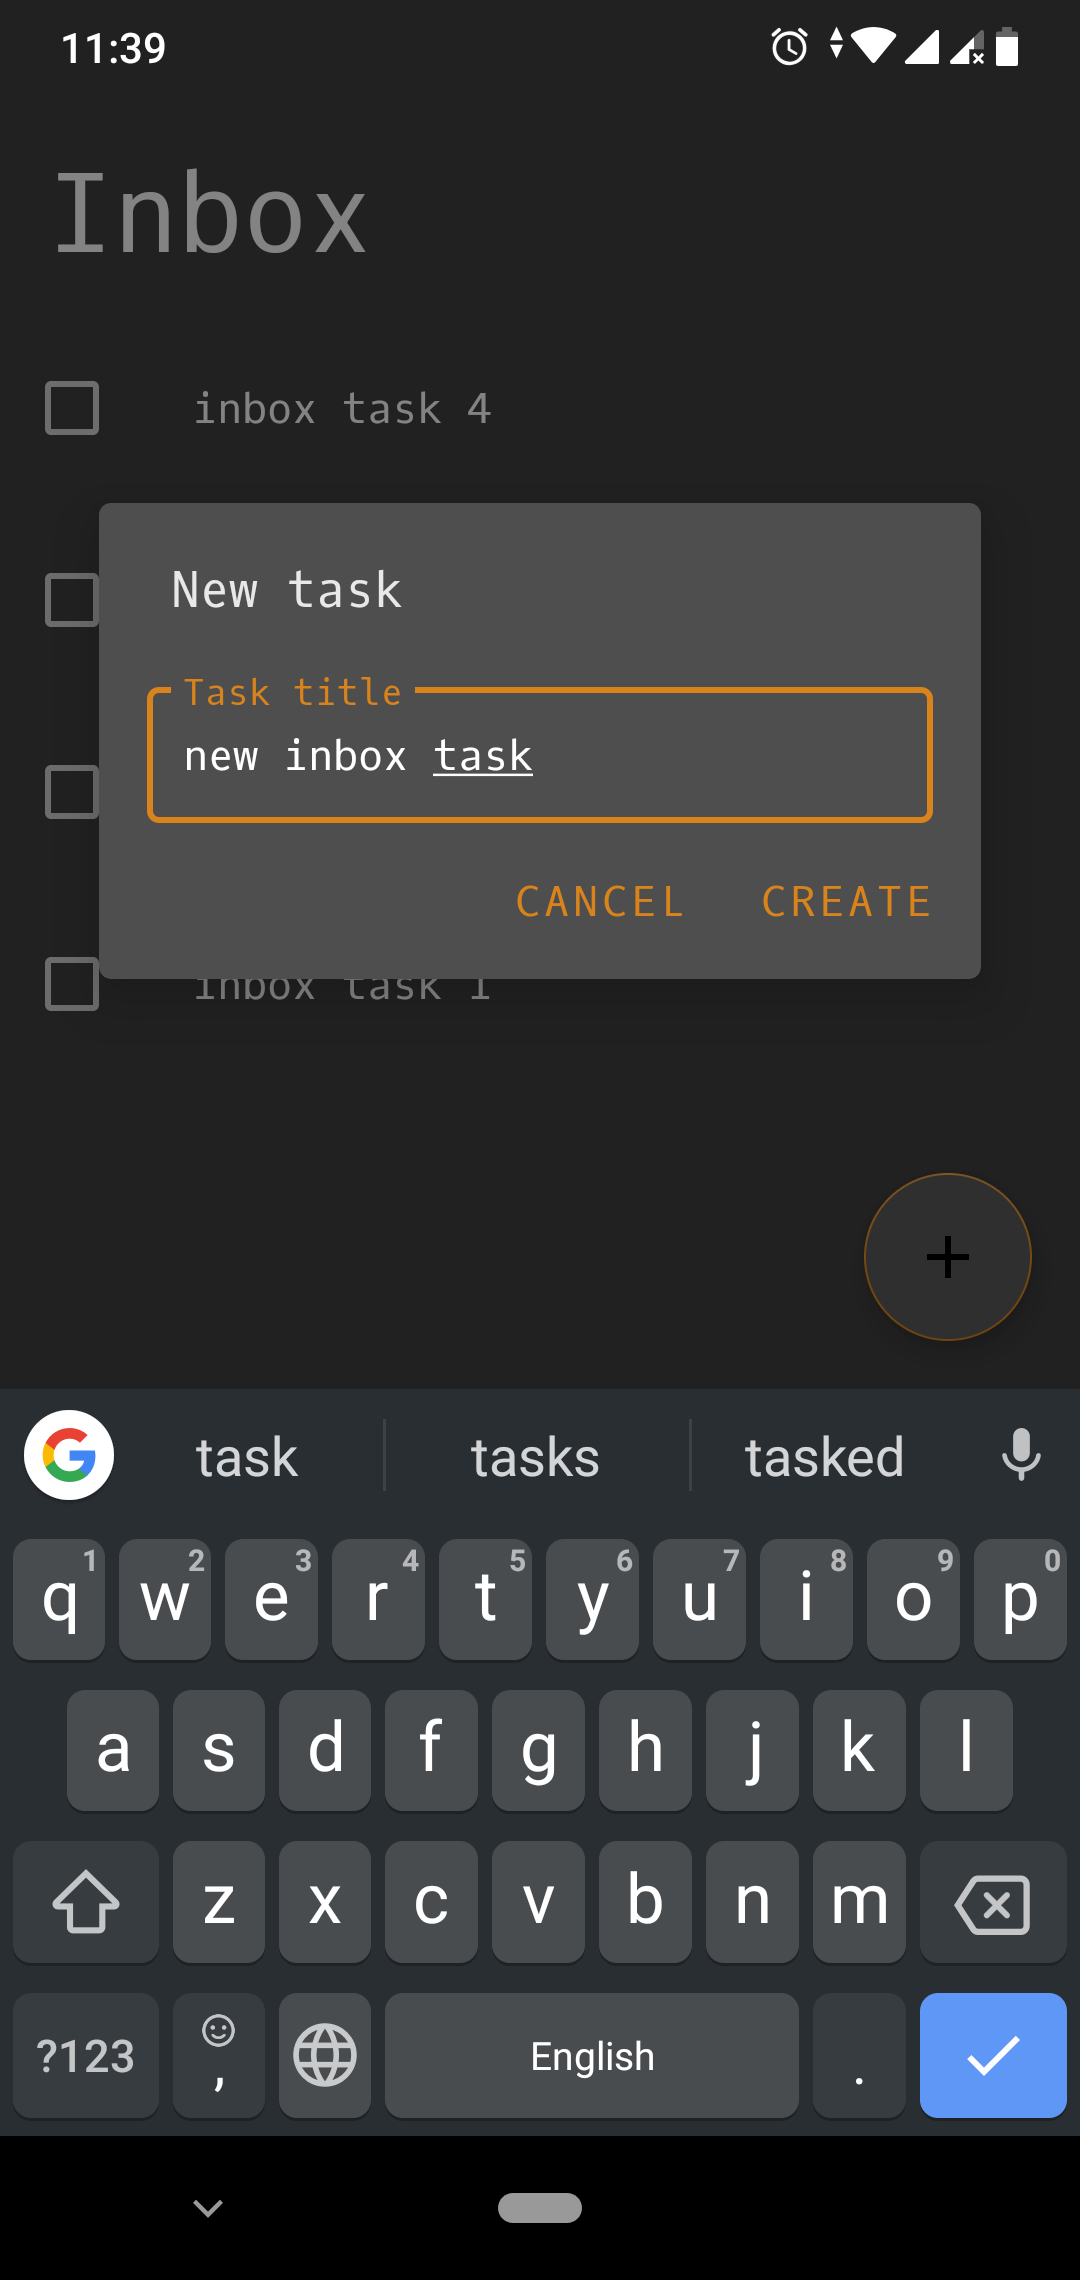 11:39
Inbox
inbox task 4
New task
Task title
new inbox task
CANCEL CREATE
inbox task 1
task tasks tasked
1 2 3 4 5 6 7 8 9 0
q w e r t y u i o p
a s d f g h j k l
z x c v b n m
?123 , English .